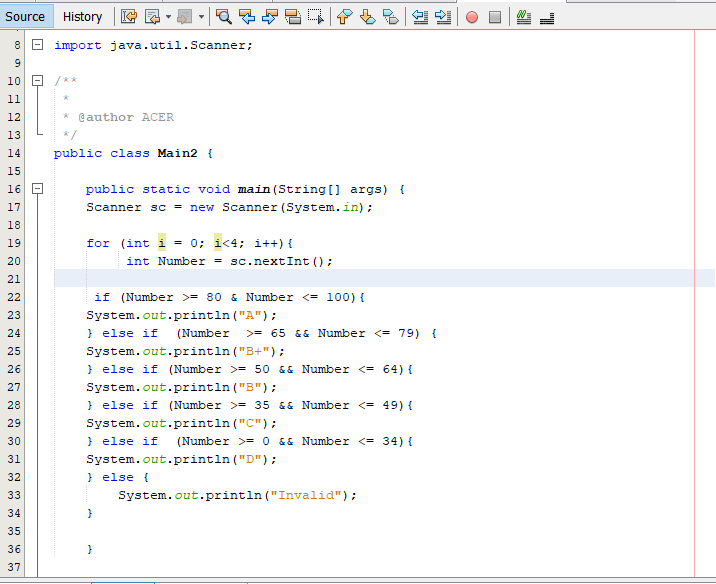 Source History
8 import java.util.Scanner;
9
10 /**
11 *
12 * @author ACER
13 */
14 public class Main2 {
15
16 public static void main(String[] args) {
17 Scanner sc = new Scanner(System.in);
18
19 for (int i = 0; i<4; i++){
20 int Number = sc.nextInt();
21
22 if (Number >= 80 & Number <= 100){
23 System.out.println("A");
24 } else if (Number >= 65 && Number <= 79) {
25 System.out.println("B+");
26 } else if (Number >= 50 && Number <= 64){
27 System.out.println("B");
28 } else if (Number >= 35 && Number <= 49){
29 System.out.println("C");
30 } else if (Number >= 0 && Number <= 34){
31 System.out.println("D");
32 } else {
33 System.out.println("Invalid");
34 }
35
36 }
37